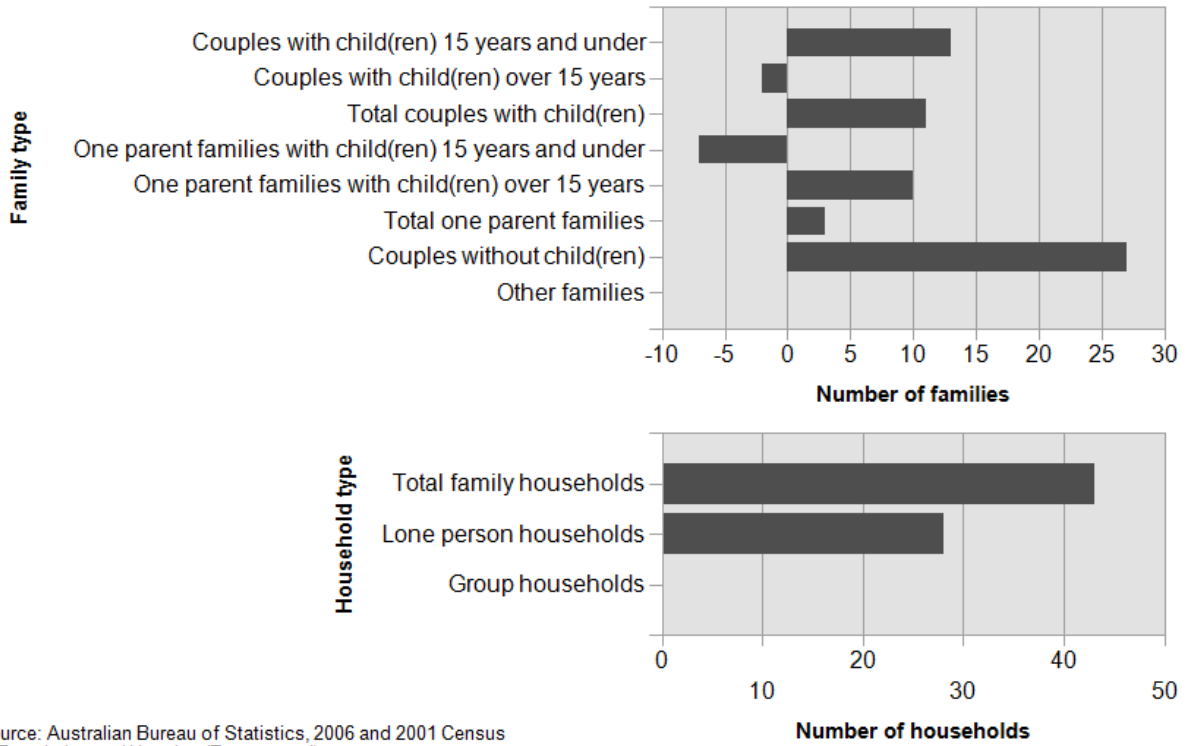 Family type
Couples with child(ren) 15 years and under
Couples with child(ren) over 15 years
Total couples with child(ren)
One parent families with child(ren) 15 years and under
One parent families with child(ren) over 15 years
Total one parent families
Couples without child(ren)
Other families
-10 -5 0 5 10 15 20 25 30
Number of families
Household type
Total family households
Lone person households
Group households
0 20 40
10 30 50
Number of households
urce: Australian Bureau of Statistics, 2006 and 2001 Census